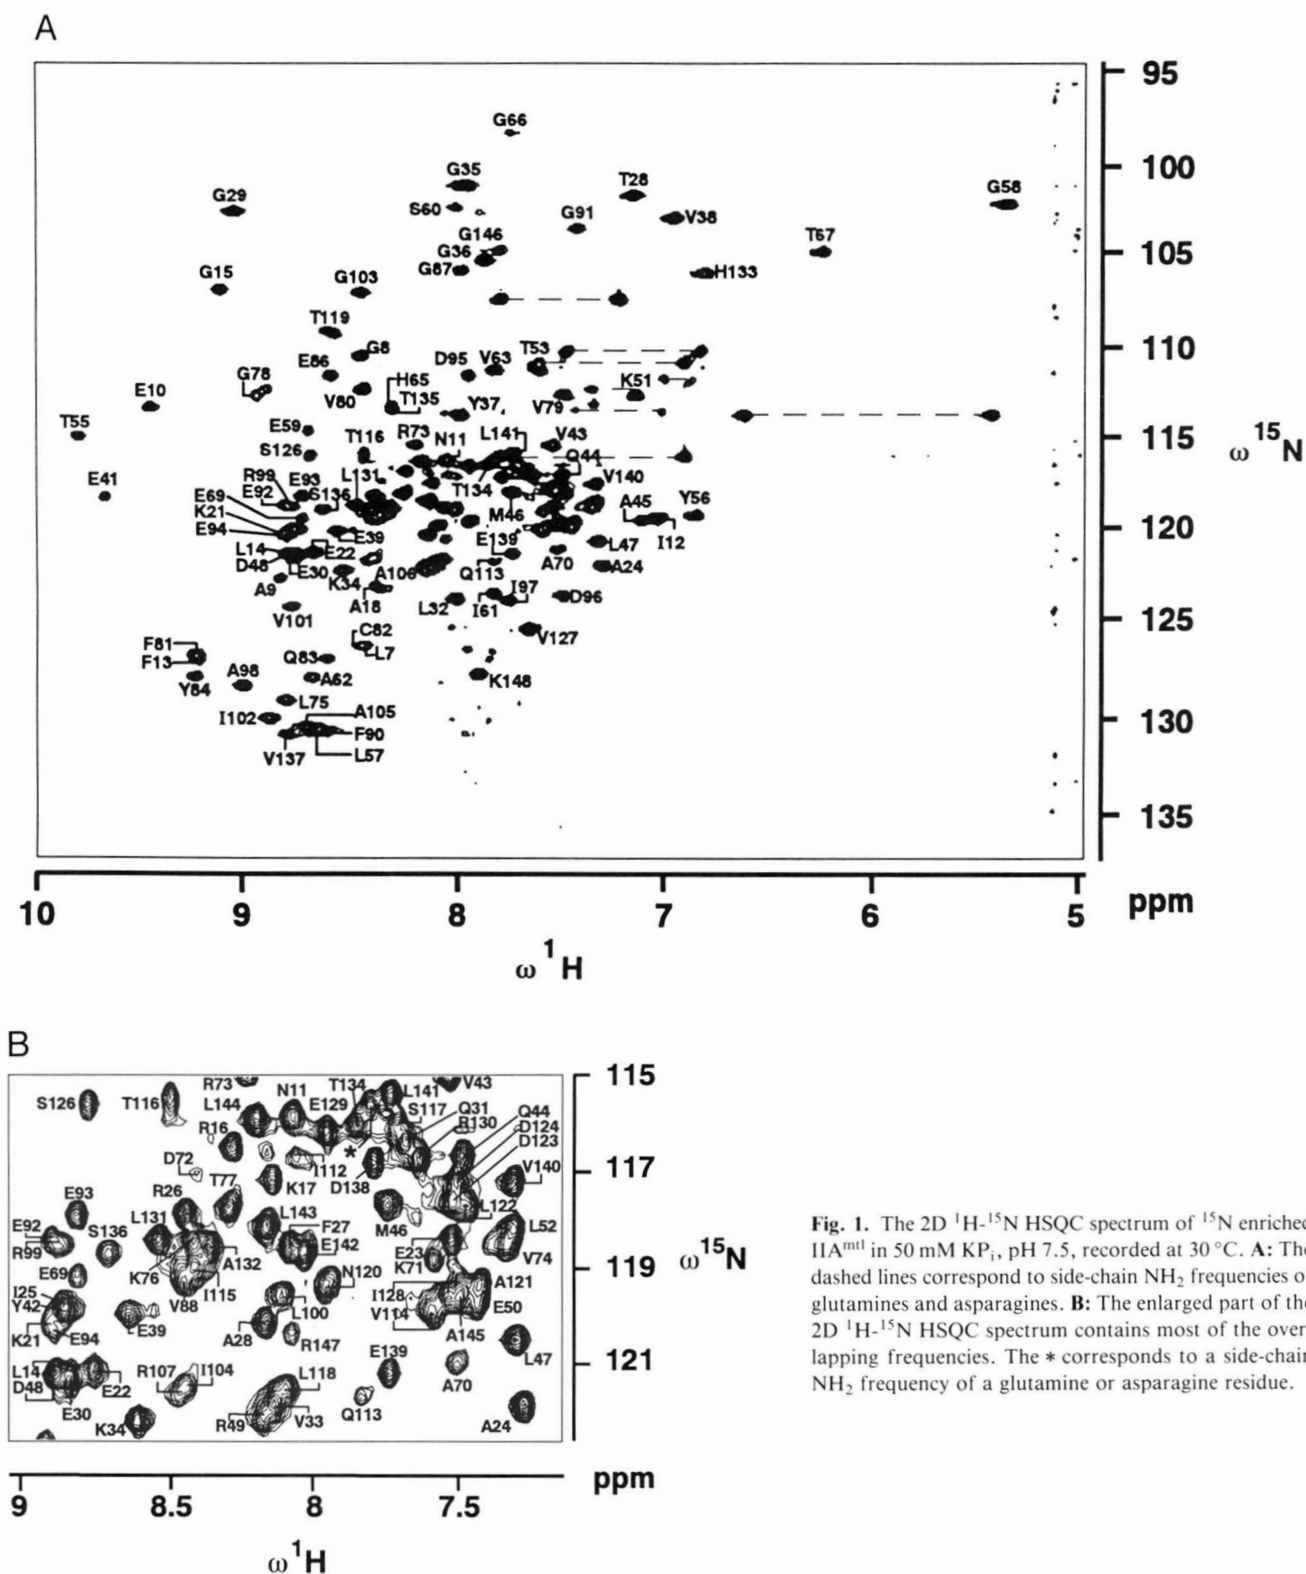 A
G66
G35
T28
G58
G29
S60
G91
V38
G146
T67
G36
G87
H133
G15
G103
T119
G8
E86
D95
V63
T53
G78
H65
K51
E10
V80
T135
Y37
V79
T55
E59
T116
R73
N11
L141
V43
S126
Q44
E41
R99
E93
L131
V140
E92
S136
T134
E69
M46
A45
Y56
K21
E94
E39
E139
I12
L14
E22
L47
D48
E30
A106
Q113
A70
A24
A9
K34
I97
A18
L32
I61
D96
V101
C82
V127
F81
Q83
L7
F13
A62
A98
K148
Y84
L75
I102
A105
F90
V137
L57
95
100
105
110
115
120
125
130
135
ω 15N
10 9 8 7 6 5 ppm
ω 1H
B
R73
N11
T134
L141
V43
S126
T116
L144
E129
S117
Q31
Q44
R16
R130
D124
D123
*
D72
I112
D138
V140
E93
R26
T77
K17
L122
E92
S136
L131
L143
M46
F27
L52
R99
E142
E23
V74
E69
K76
A132
K71
I25
I115
N120
I128
A121
Y42
V88
L100
V114
E50
K21
E94
E39
A28
R147
A145
L14
E139
L47
D48
E22
R107
I104
L118
A70
E30
K34
R49
V33
Q113
A24
115
117
119
121
ω 15N
9 8.5 8 7.5 ppm
ω 1H
Fig. 1. The 2D 1H-15N HSQC spectrum of 15N enriched
IIAmtl in 50 mM KPi, pH 7.5, recorded at 30 °C. A: The
dashed lines correspond to side-chain NH2 frequencies o
glutamines and asparagines. B: The enlarged part of the
2D 1H-15N HSQC spectrum contains most of the over
lapping frequencies. The * corresponds to a side-chain
NH2 frequency of a glutamine or asparagine residue.